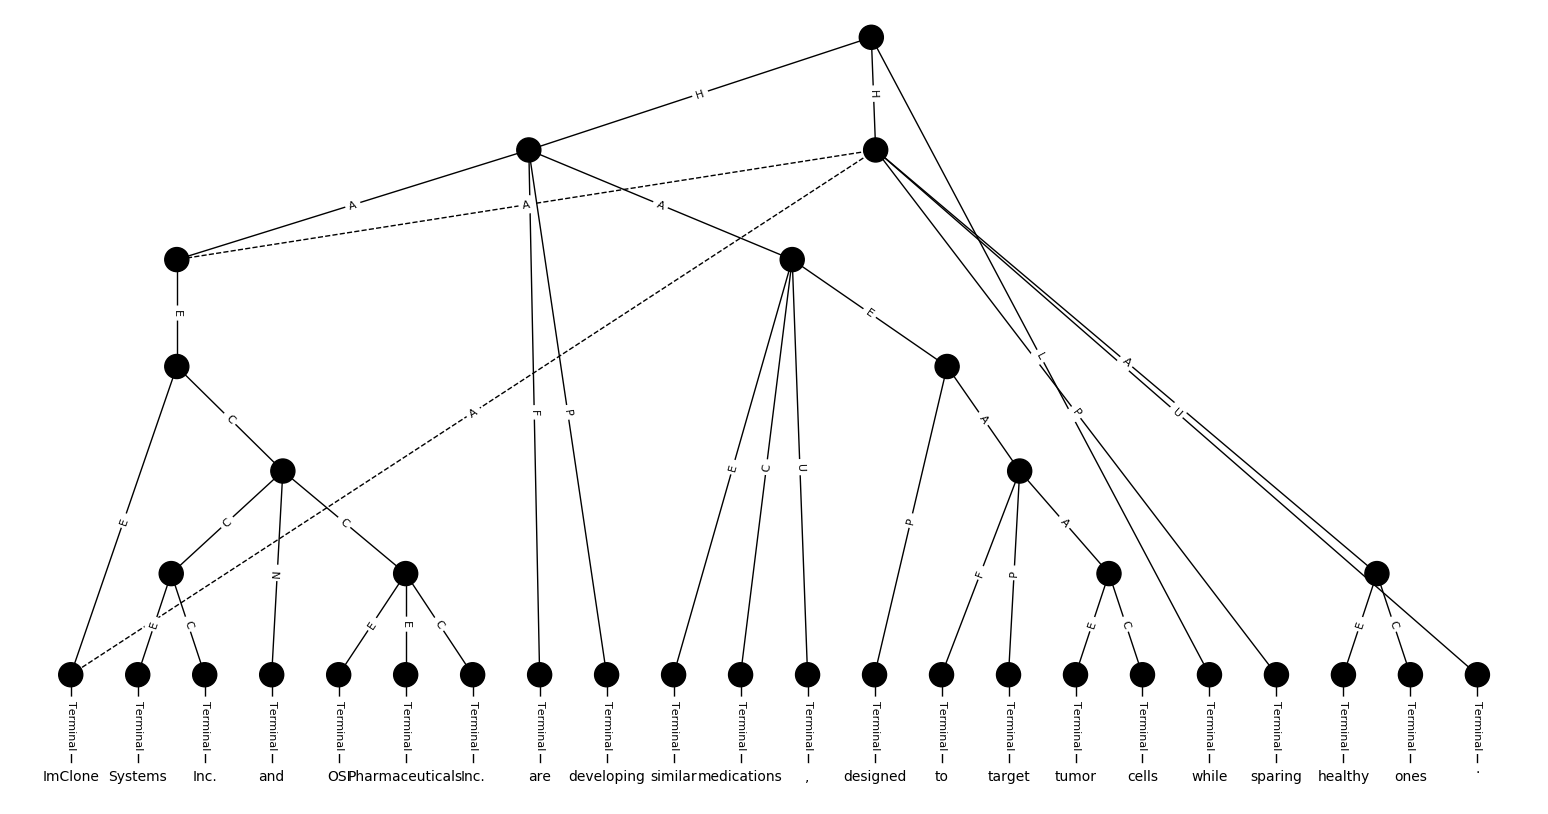 H H
A A A
E E
L A
C A F P P U
A
E C U
E C C P A
N F P
E C E E C E C E C
Terminal Terminal Terminal Terminal Terminal Terminal Terminal Terminal Terminal Terminal Terminal Terminal Terminal Terminal Terminal Terminal Terminal Terminal Terminal Terminal Terminal Terminal
ImClone Systems Inc. and OSI Pharmaceuticals Inc. are developing similar medications , designed to target tumor cells while sparing healthy ones .